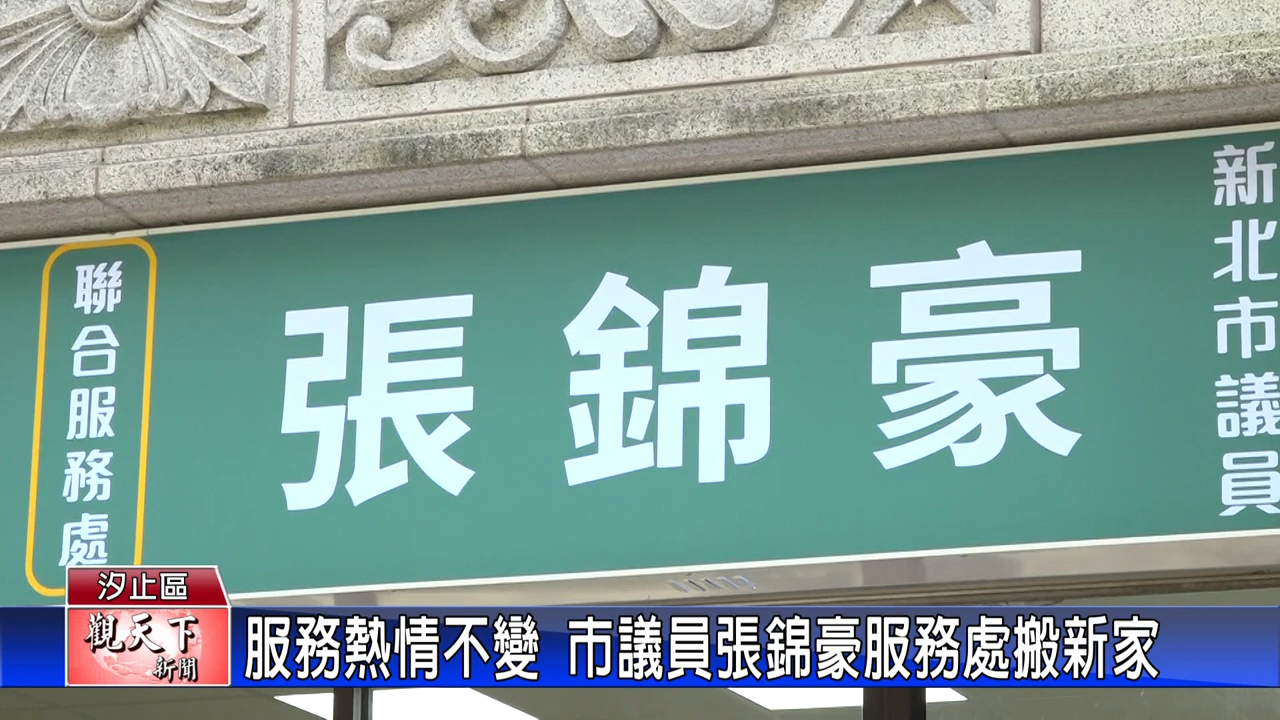 新北市議員
張錦豪
聯合服務處
汐止區
觀天下
新聞
服務熱情不變 市議員張錦豪服務處搬新家